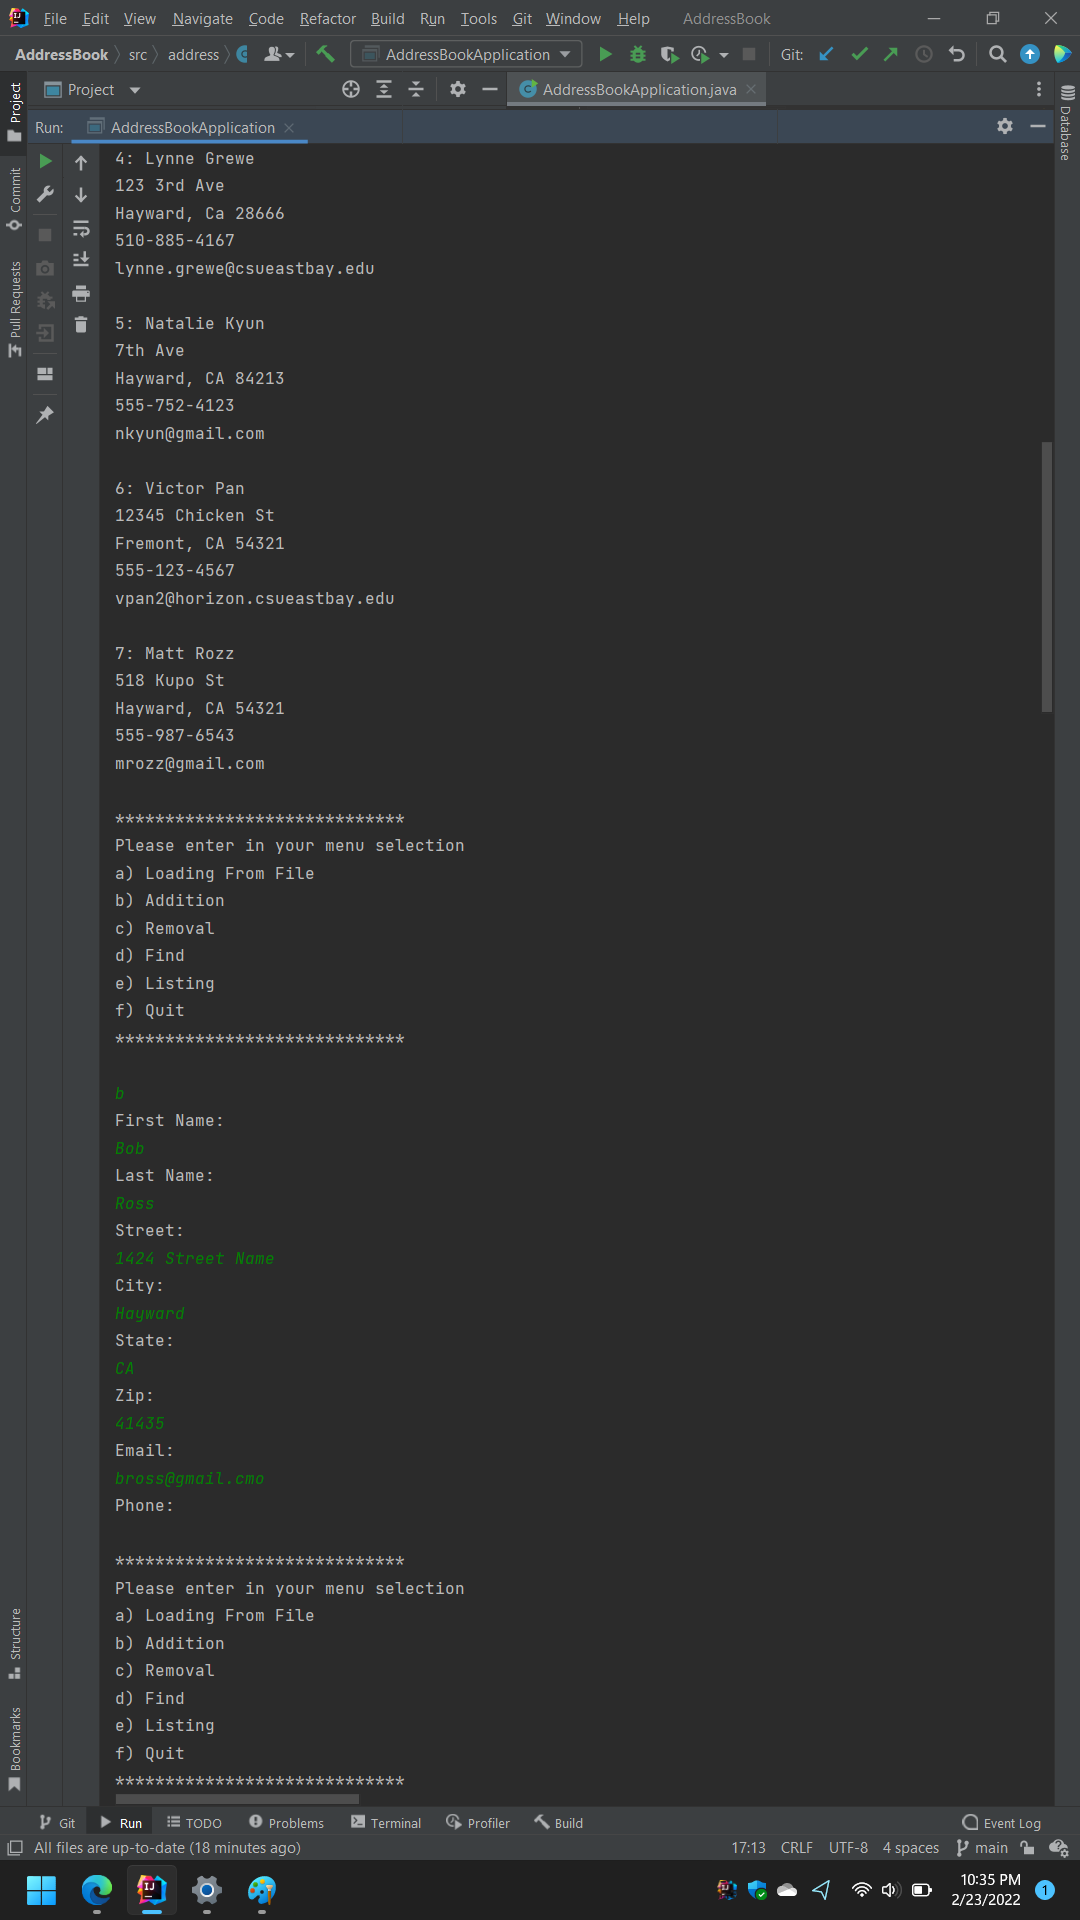 File Edit View Navigate Code Refactor Build Run Tools Git Window Help AddressBook
AddressBook src address AddressBookApplication Git:
Project AddressBookApplication.java
Run: AddressBookApplication
Project
Commit
Pull Requests
Database
4: Lynne Grewe
123 3rd Ave
Hayward, Ca 28666
510-885-4167
lynne.grewe@csueastbay.edu
5: Natalie Kyun
7th Ave
Hayward, CA 84213
555-752-4123
nkyun@gmail.com
6: Victor Pan
12345 Chicken St
Fremont, CA 54321
555-123-4567
vpan2@horizon.csueastbay.edu
7: Matt Rozz
518 Kupo St
Hayward, CA 54321
555-987-6543
mrozz@gmail.com
*****************************
Please enter in your menu selection
a) Loading From File
b) Addition
c) Removal
d) Find
e) Listing
f) Quit
*****************************
b
First Name:
Bob
Last Name:
Ross
Street:
1424 Street Name
City:
Hayward
State:
CA
Zip:
41435
Email:
bross@gmail.cmo
Phone:
*****************************
Please enter in your menu selection
a) Loading From File
b) Addition
c) Removal
d) Find
e) Listing
f) Quit
*****************************
Structure
Bookmarks
Git Run TODO Problems Terminal Profiler Build Event Log
All files are up-to-date (18 minutes ago) 17:13 CRLF UTF-8 4 spaces main
10:35 PM
2/23/2022 1